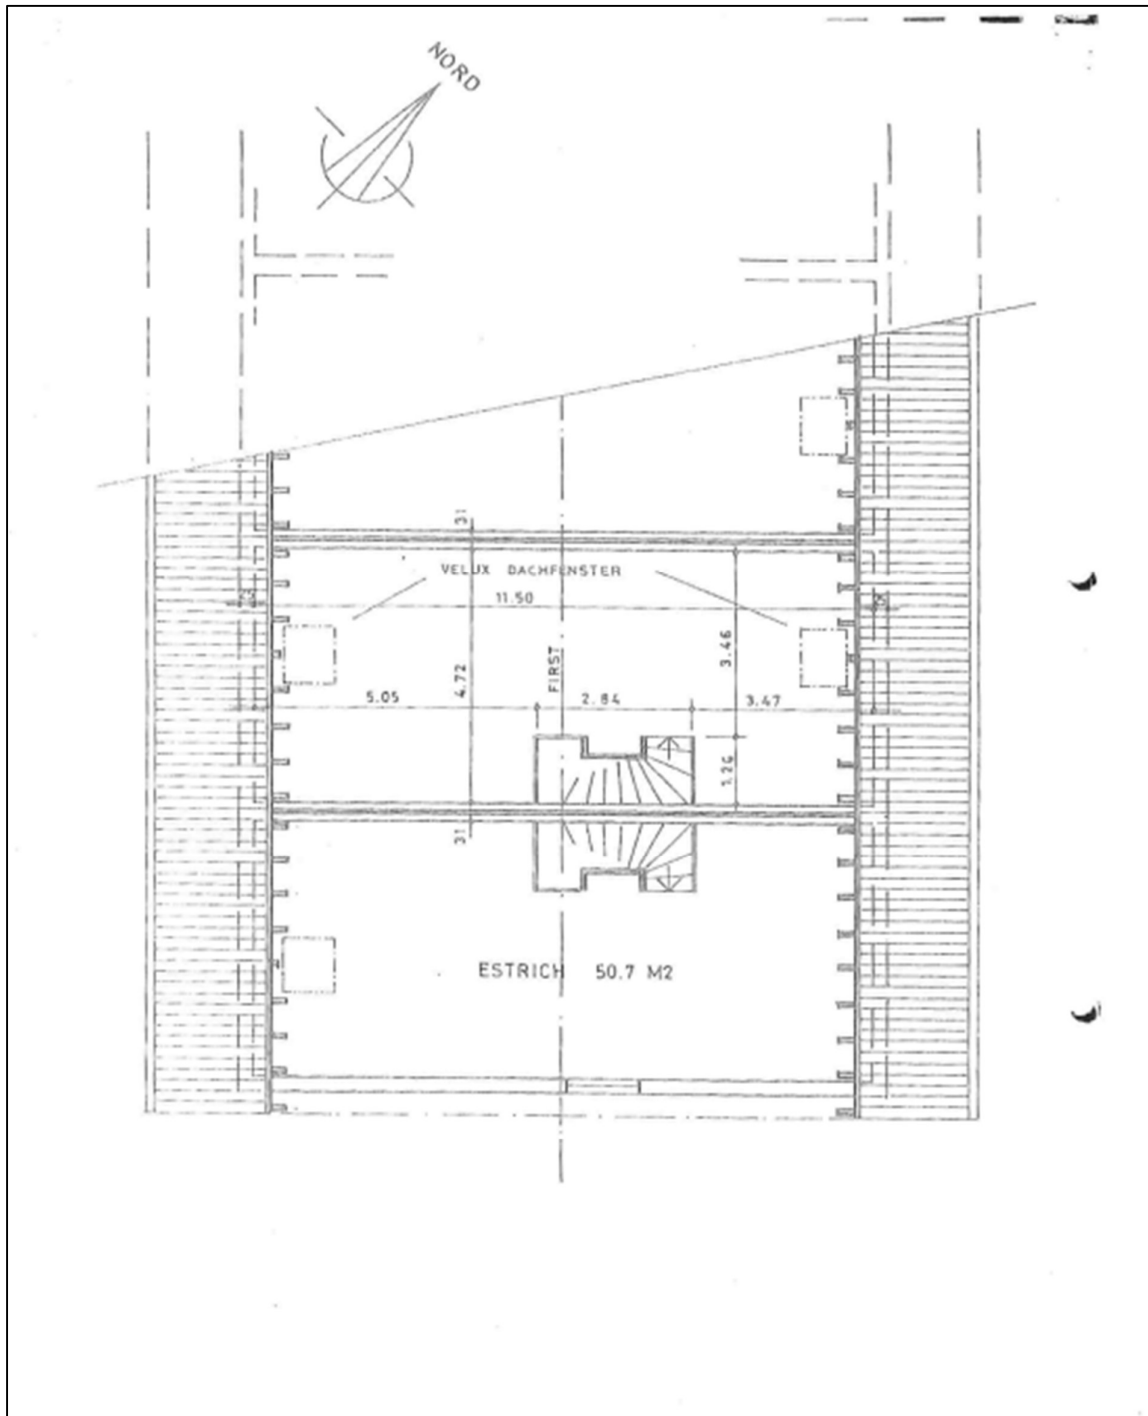 NORD
31
VELUX DACHFENSTER
11.50
3.46
FIRST
4.72
5.05
2.84
3.47
1.26
31
ESTRICH 50.7 M2